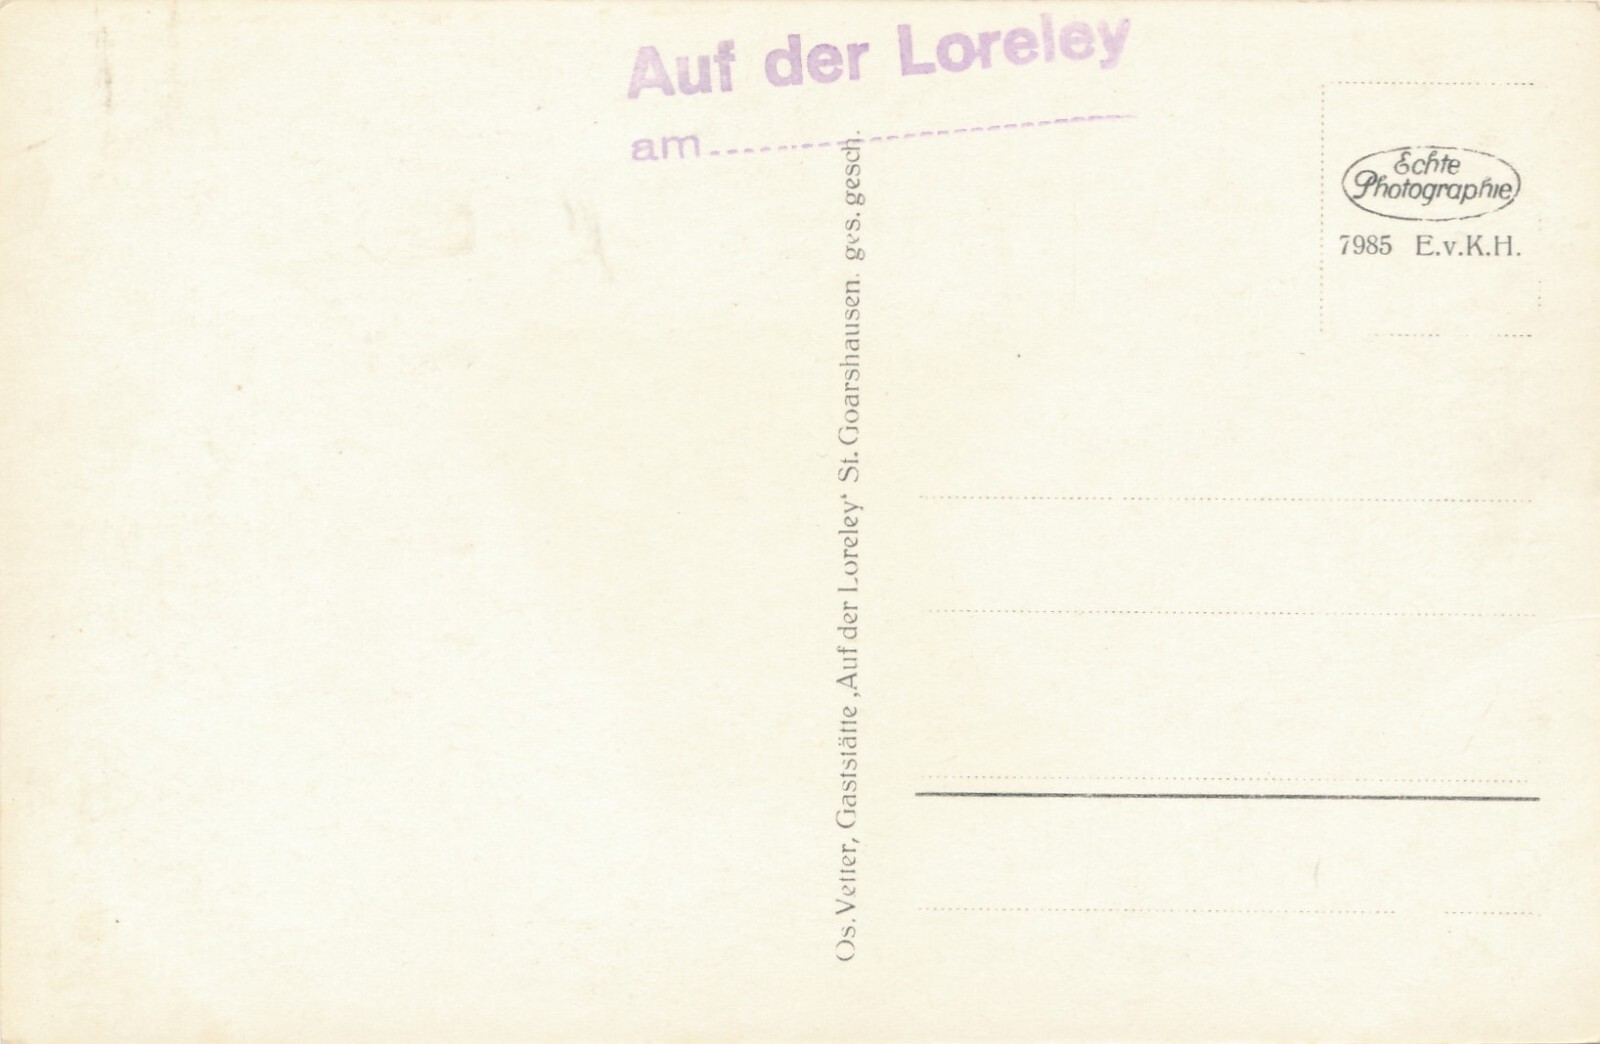 Auf der Loreley
am
Echte
Photographie
7985 E.v.K.H.
Os. Vetter, Gaststätte ‚Auf der Loreley‘ St. Goarshausen. ges. gesch.